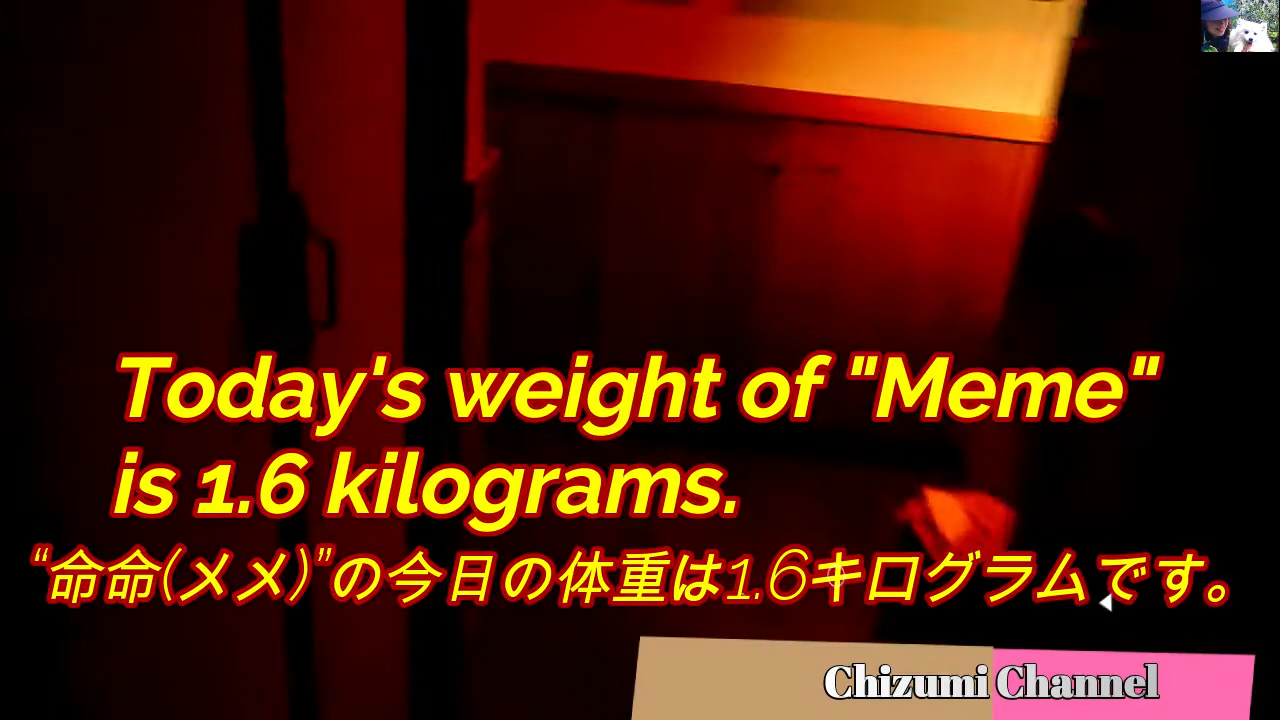 Today's weight of "Meme"
is 1.6 kilograms.
“命命(メメ)”の今日の体重は1.6キログラムです。
Chizumi Channel